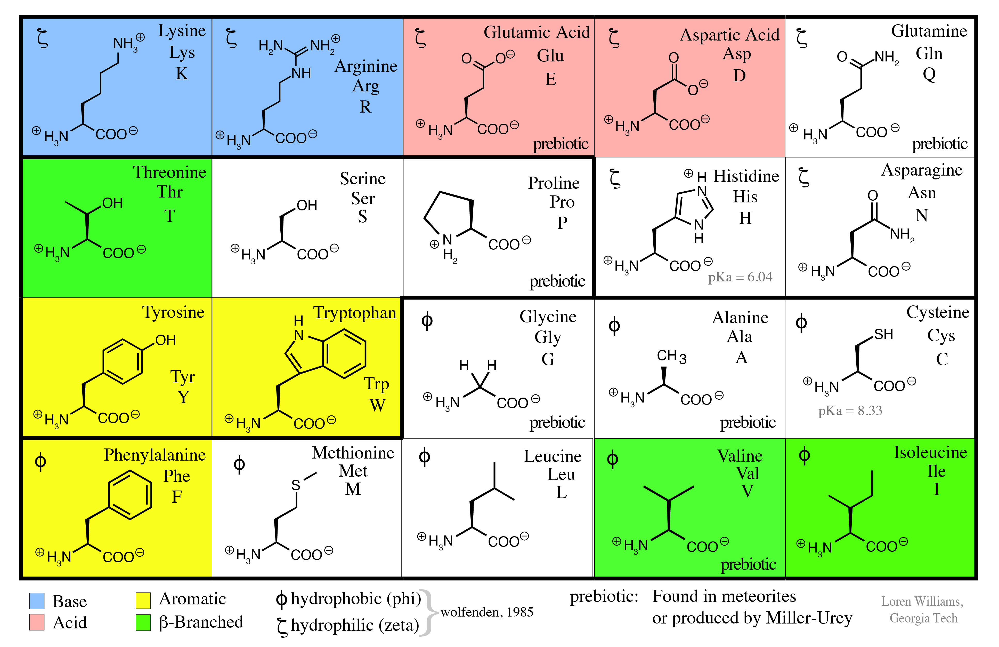 ζ
Lysine
Lys
K
NH3⊕
⊕
H3N
COO⊖
ζ
H2N
NH2⊕
NH
Arginine
Arg
R
⊕
H3N
COO⊖
ζ
Glutamic Acid
Glu
E
O
O⊖
⊕
H3N
COO⊖
prebiotic
ζ
Aspartic Acid
Asp
D
O
O⊖
⊕
H3N
COO⊖
ζ
Glutamine
Gln
Q
O
NH2
⊕
H3N
COO⊖
prebiotic
Threonine
Thr
T
OH
⊕H3N
COO⊖
Serine
Ser
S
OH
⊕H3N
COO⊖
Proline
Pro
P
N
⊕
H2
COO⊖
prebiotic
ζ
Histidine
His
H
⊕ H
N
N
H
⊕H3N
COO⊖
pKa = 6.04
ζ
Asparagine
Asn
N
O
NH2
⊕H3N
COO⊖
Tyrosine
OH
Tyr
Y
⊕H3N
COO⊖
Tryptophan
H
N
Trp
W
⊕H3N
COO⊖
ϕ
Glycine
Gly
G
H H
⊕H3N
COO⊖
prebiotic
ϕ
Alanine
Ala
A
CH3
⊕H3N
COO⊖
prebiotic
ϕ
Cysteine
Cys
C
SH
⊕H3N
COO⊖
pKa = 8.33
ϕ
Phenylalanine
Phe
F
⊕H3N
COO⊖
ϕ
Methionine
Met
M
S
⊕H3N
COO⊖
ϕ
Leucine
Leu
L
⊕H3N
COO⊖
ϕ
Valine
Val
V
⊕H3N
COO⊖
prebiotic
ϕ
Isoleucine
Ile
I
⊕H3N
COO⊖
Base
Acid
Aromatic
β-Branched
ϕ hydrophobic (phi)
ζ hydrophilic (zeta)
wolfenden, 1985
prebiotic: Found in meteorites
or produced by Miller-Urey
Loren Williams,
Georgia Tech